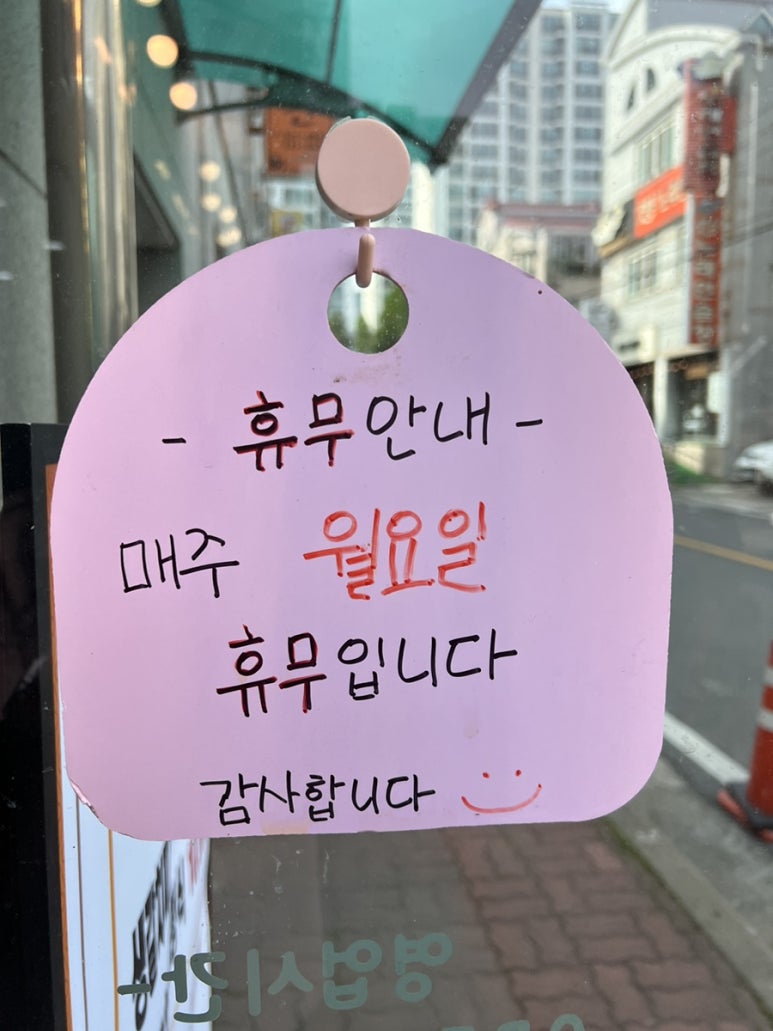 - 휴무안내 -
매주 월요일
휴무입니다
감사합니다
영업시간-